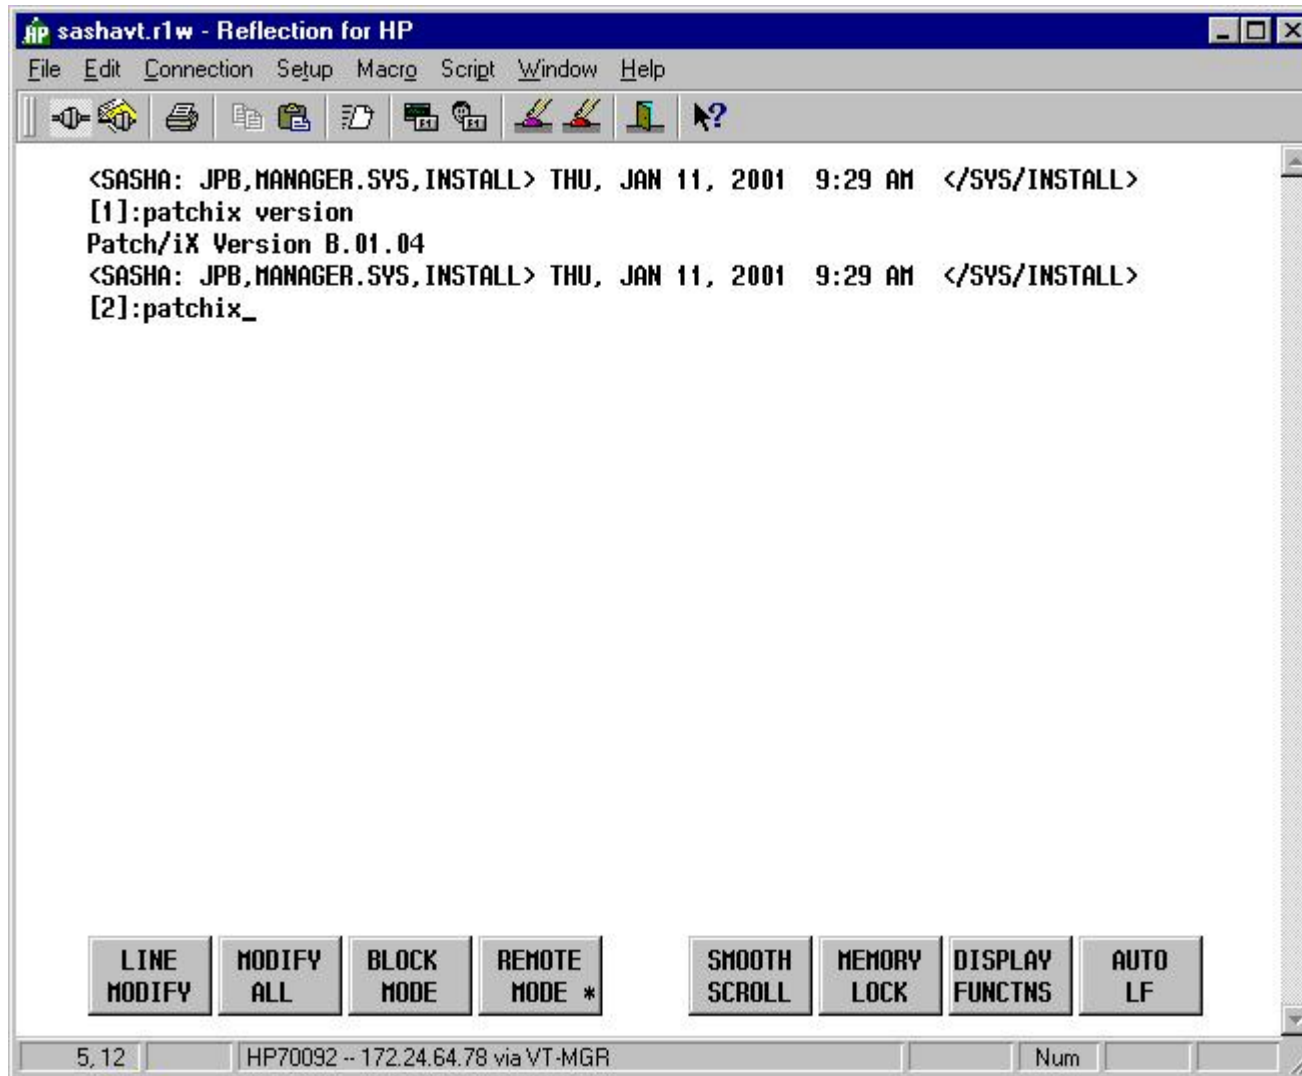 sashavt.r1w - Reflection for HP
File Edit Connection Setup Macro Script Window Help
<SASHA: JPB,MANAGER.SYS,INSTALL> THU, JAN 11, 2001  9:29 AM  </SYS/INSTALL>
[1]:patchix version
Patch/iX Version B.01.04
<SASHA: JPB,MANAGER.SYS,INSTALL> THU, JAN 11, 2001  9:29 AM  </SYS/INSTALL>
[2]:patchix_
LINE MODIFY ALL BLOCK REMOTE SMOOTH MEMORY DISPLAY AUTO
MODIFY ALL MODE MODE * SCROLL LOCK FUNCTNS LF
5, 12 HP70092 -- 172.24.64.78 via VT-MGR Num